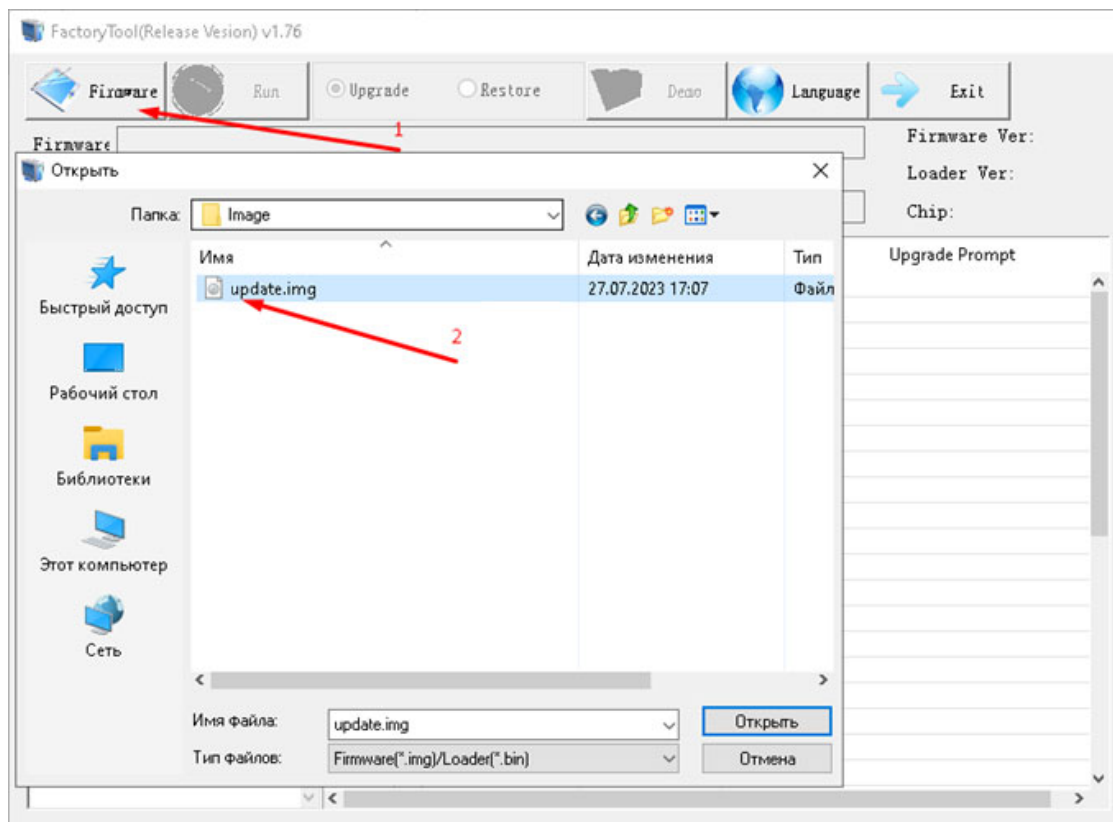 FactoryTool(Release Vesion) v1.76
Firmware
Run
Upgrade
Restore
Demo
Language
Exit
1
Firmware
Firmware Ver:
Loader Ver:
Chip:
Открыть
Папка:
Image
Имя
Дата изменения
Тип
Upgrade Prompt
update.img
27.07.2023 17:07
Файл
2
Быстрый доступ
Рабочий стол
Библиотеки
Этот компьютер
Сеть
Имя файла:
update.img
Открыть
Тип файлов:
Firmware(*.img)/Loader(*.bin)
Отмена